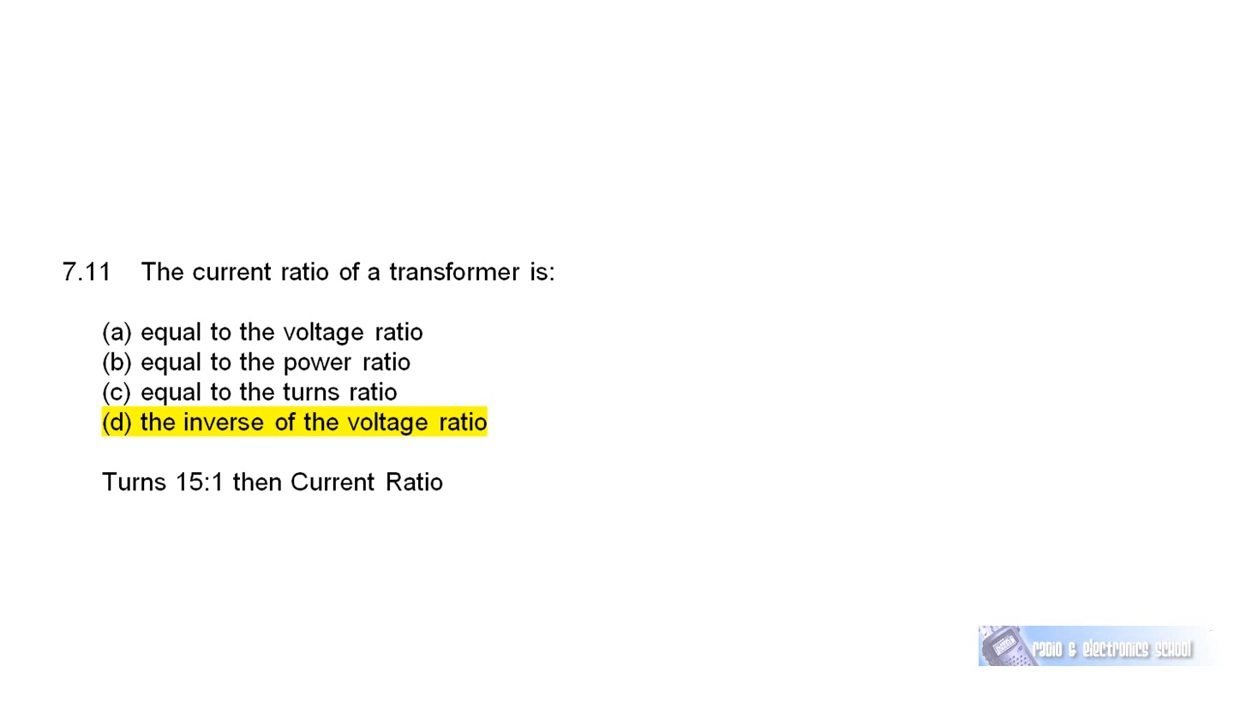 7.11 The current ratio of a transformer is:
(a) equal to the voltage ratio
(b) equal to the power ratio
(c) equal to the turns ratio
(d) the inverse of the voltage ratio
Turns 15:1 then Current Ratio
radio & electronics school